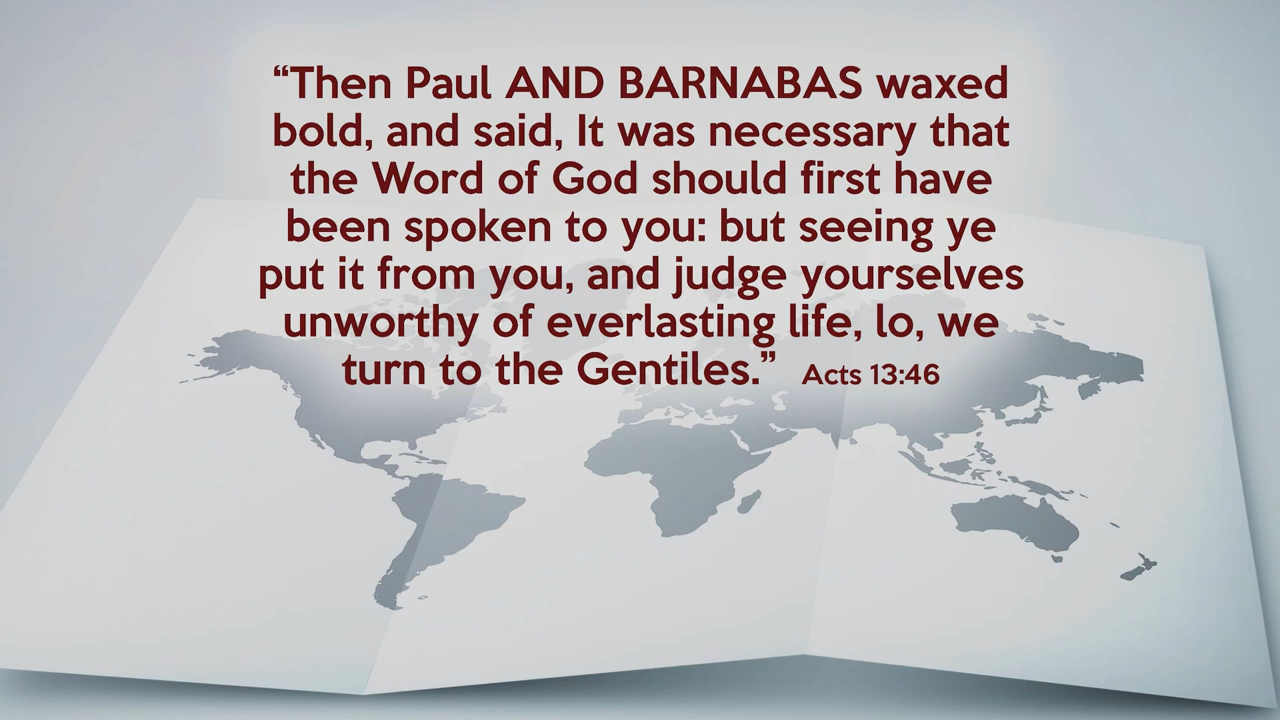 “Then Paul AND BARNABAS waxed
bold, and said, It was necessary that
the Word of God should first have
been spoken to you: but seeing ye
put it from you, and judge yourselves
unworthy of everlasting life, lo, we
turn to the Gentiles.” Acts 13:46